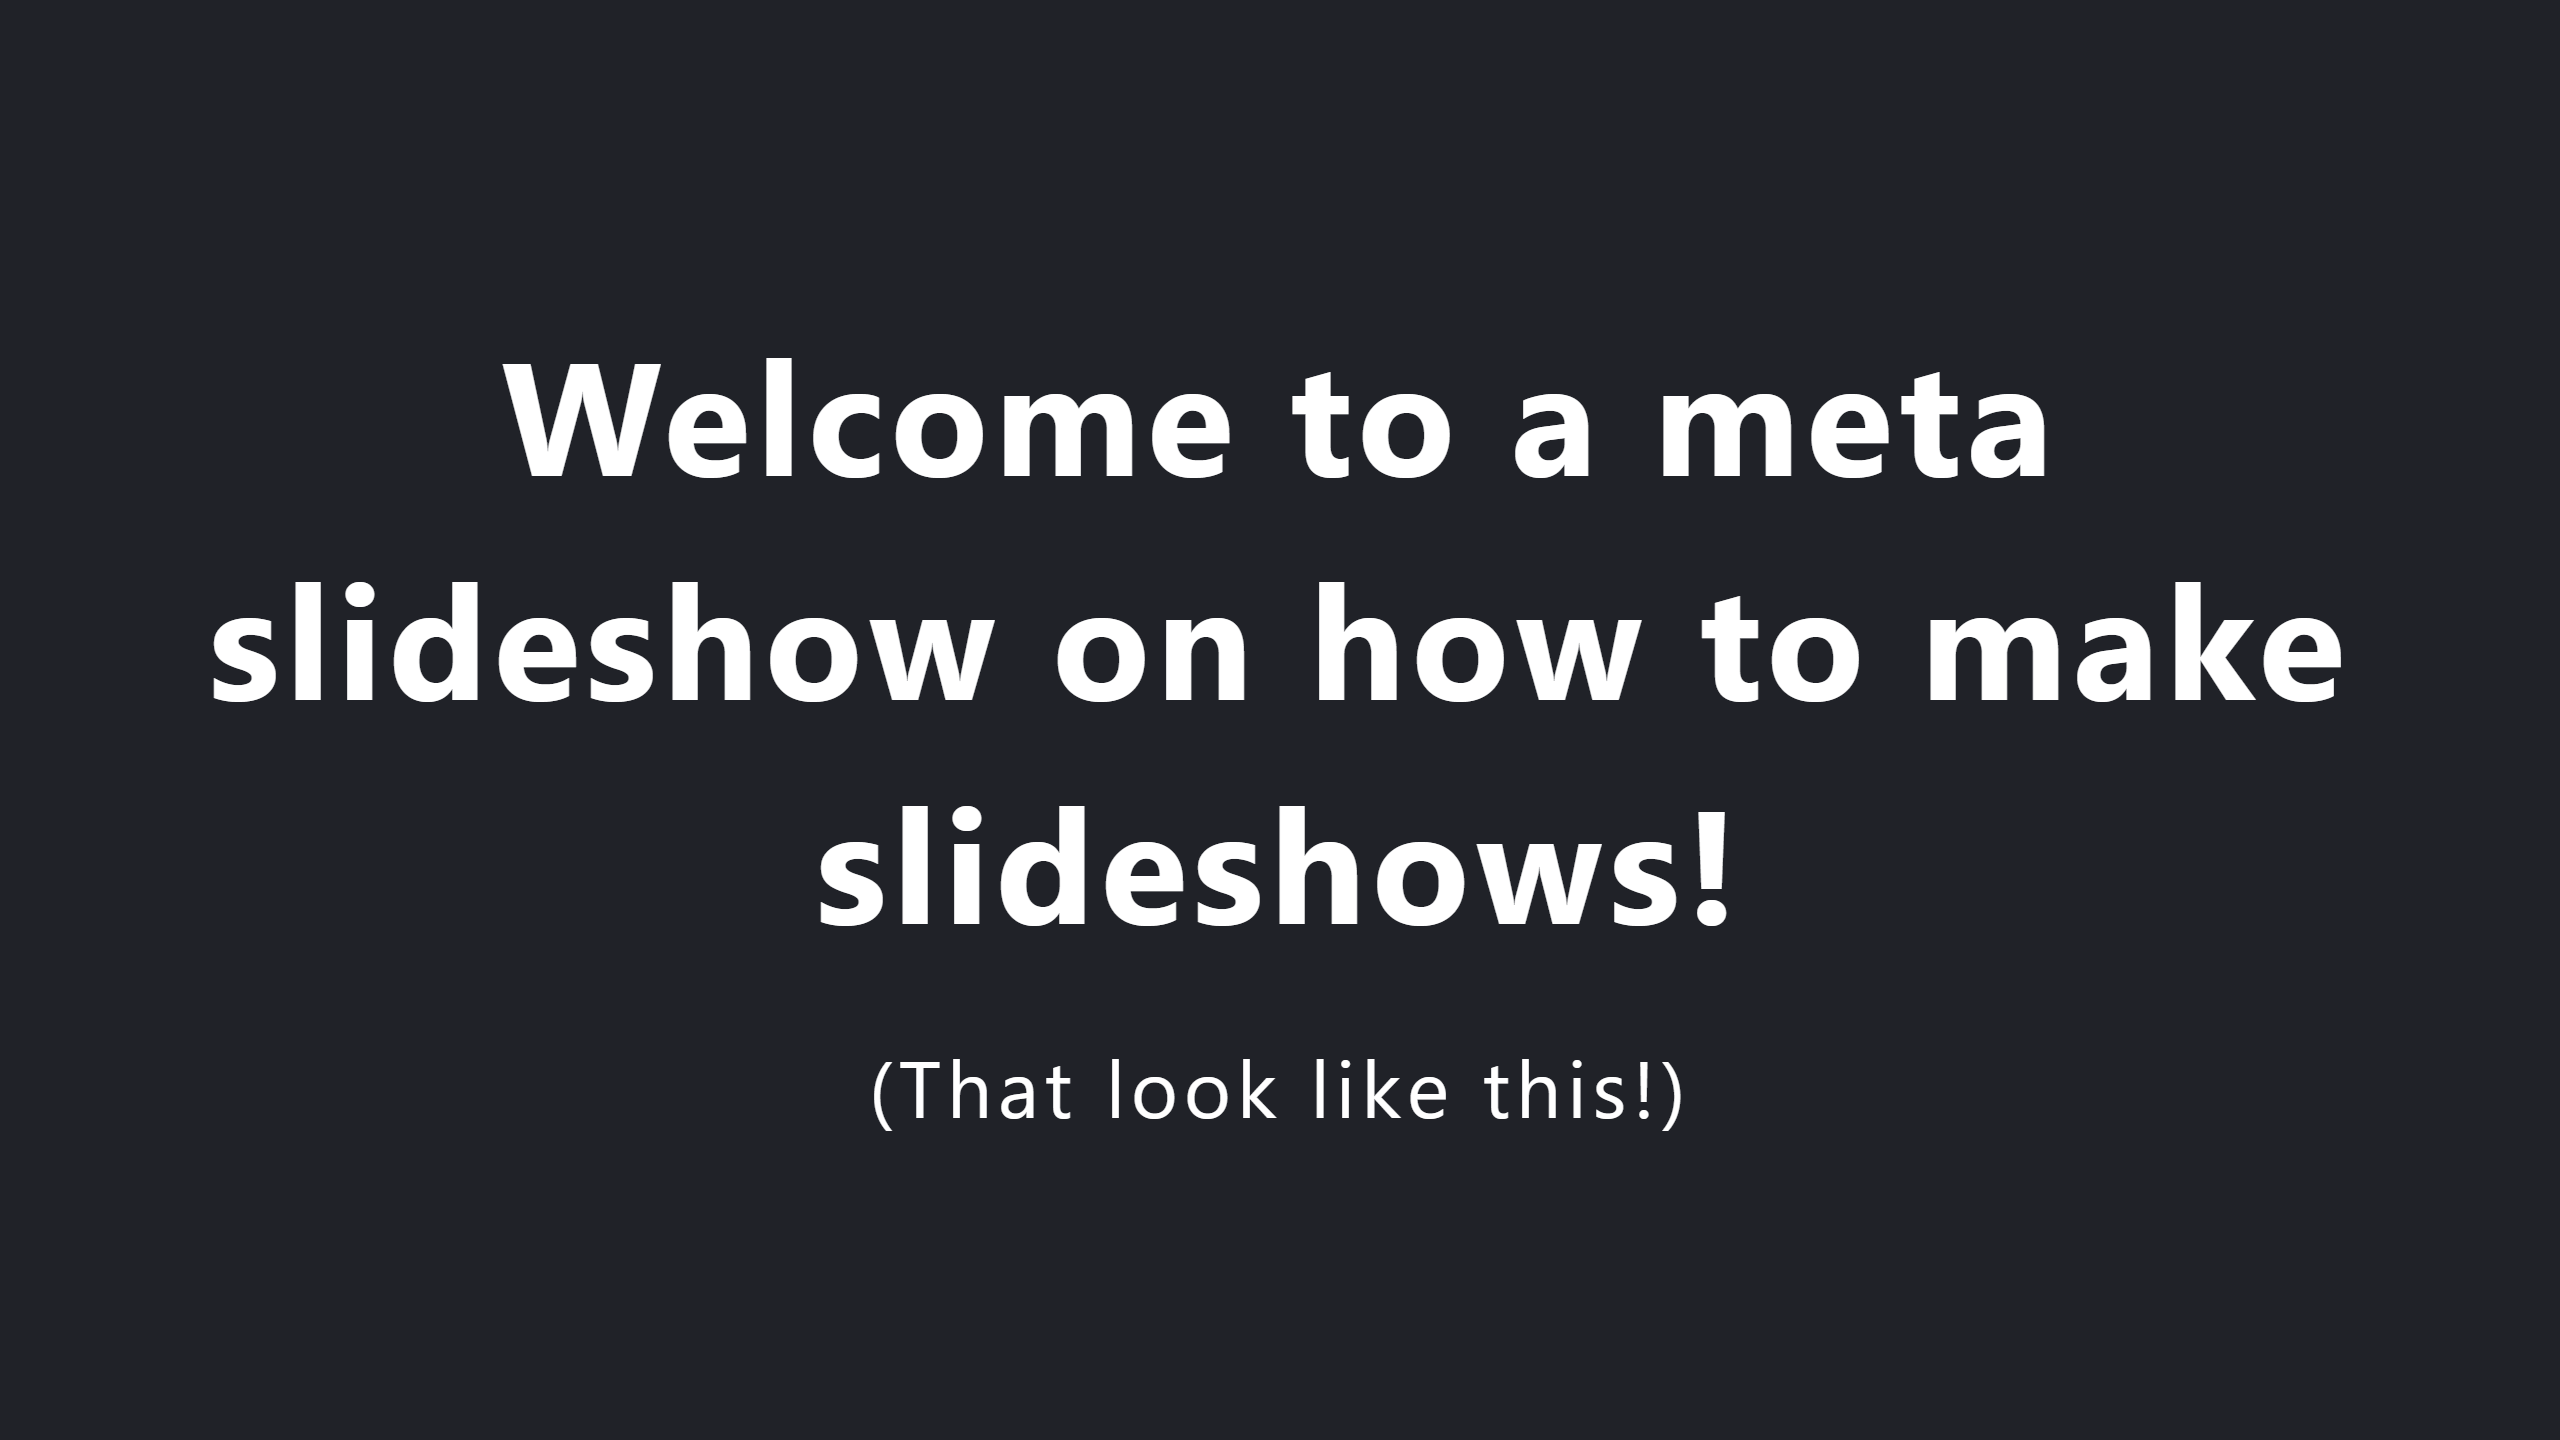 Welcome to a meta
slideshow on how to make
slideshows!
(That look like this!)